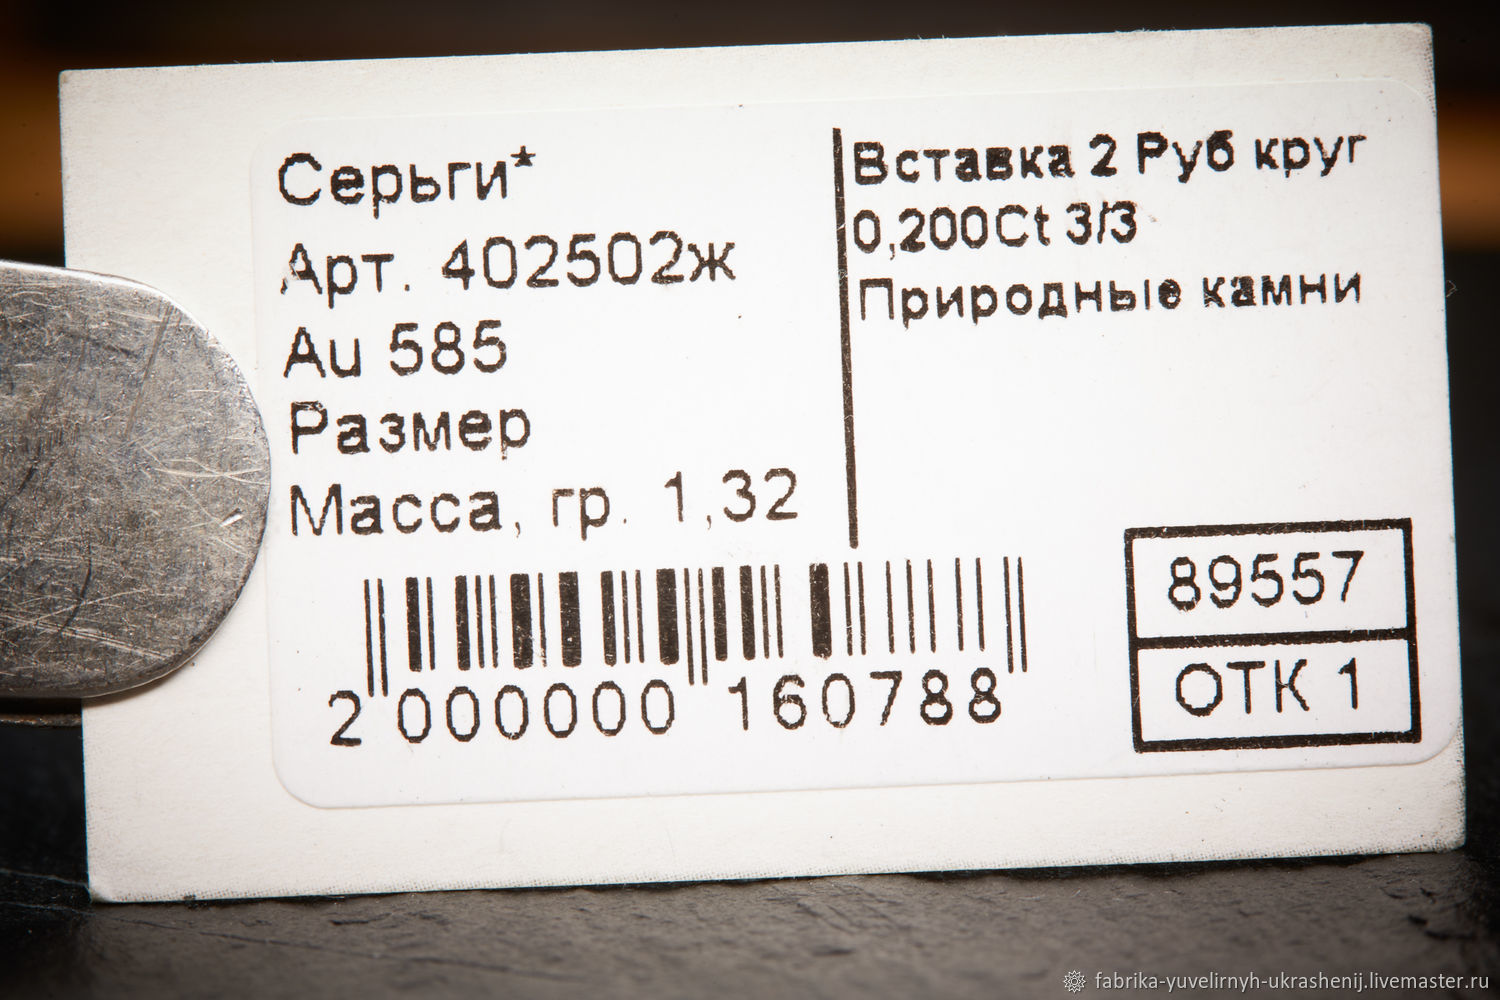 Серьги*
Арт. 402502ж
Au 585
Размер
Масса, гр. 1,32
Вставка 2 Руб круг
0,200Ct 3/3
Природные камни
2 000000 160788
89557
ОТК 1
fabrika-yuvelirnyh-ukrashenij.livemaster.ru